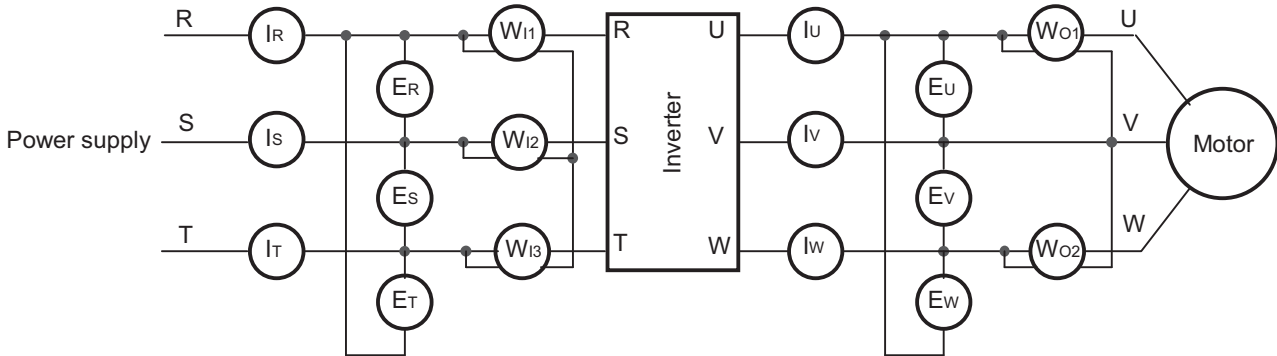 R IR WI1 R U IU WO1 U
ER EU
Power supply S IS WI2 S Inverter V IV V Motor
ES EV
T IT WI3 T W IW WO2 W
ET EW